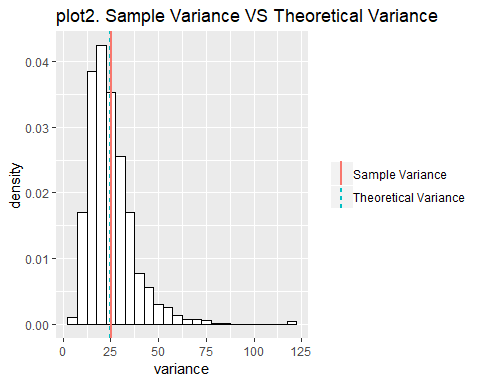 plot2. Sample Variance VS Theoretical Variance
0.04
0.03
0.02
0.01
0.00
density
0
25
50
75
100
125
variance
Sample Variance
Theoretical Variance